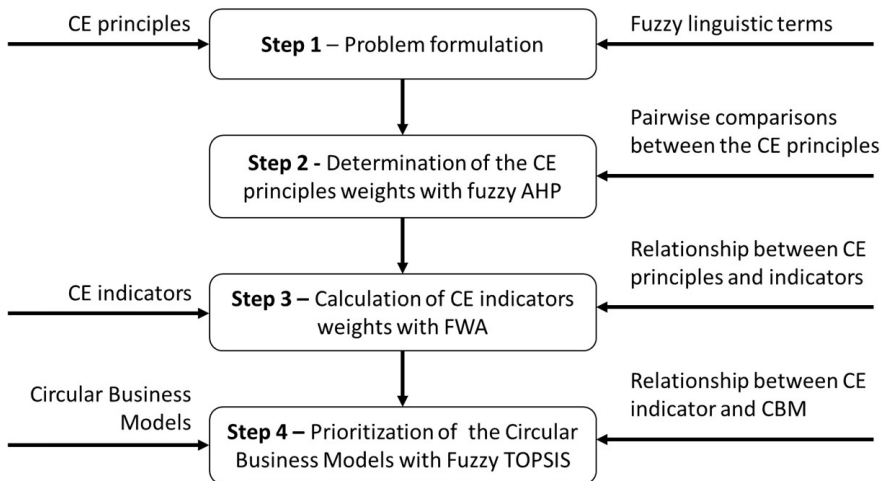 CE principles
Step 1 – Problem formulation
Fuzzy linguistic terms
Step 2 - Determination of the CE
principles weights with fuzzy AHP
Pairwise comparisons
between the CE principles
CE indicators
Step 3 – Calculation of CE indicators
weights with FWA
Relationship between CE
principles and indicators
Circular Business
Models
Step 4 – Prioritization of the Circular
Business Models with Fuzzy TOPSIS
Relationship between CE
indicator and CBM